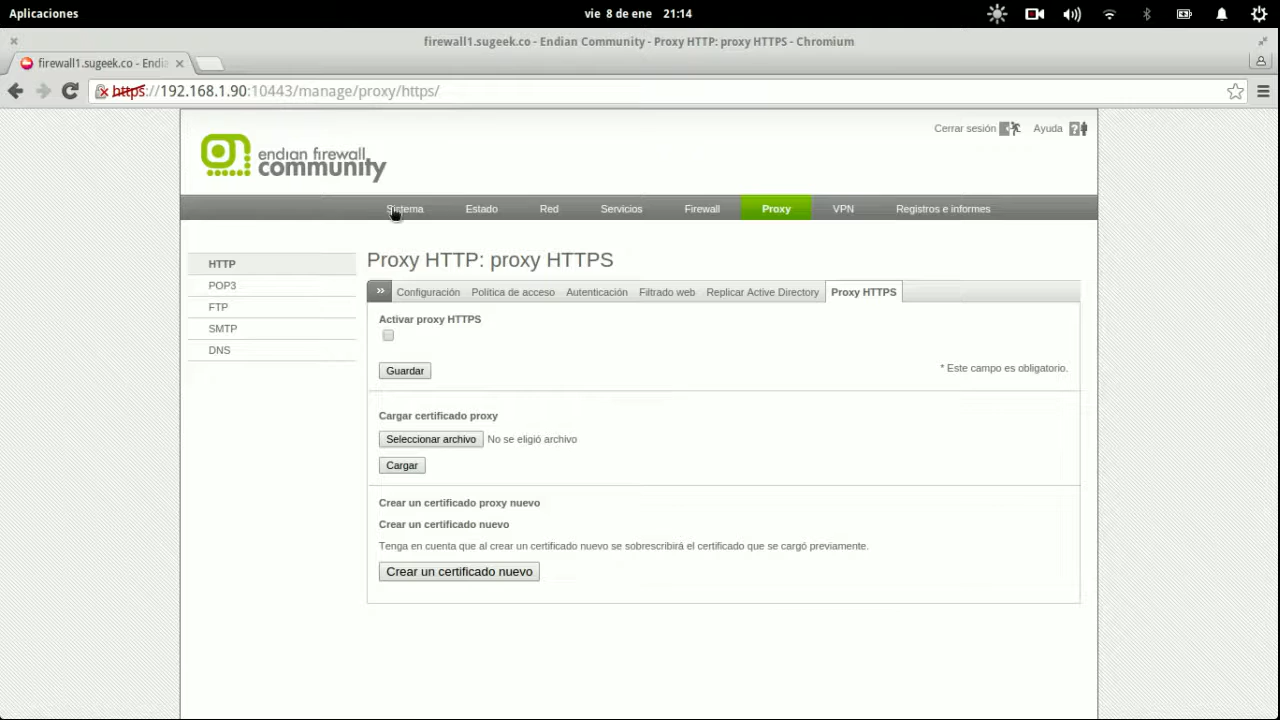 Aplicaciones
vie 8 de ene 21:14
firewall1.sugeek.co - Endian Community - Proxy HTTP: proxy HTTPS - Chromium
firewall1.sugeek.co - Endia
https://192.168.1.90:10443/manage/proxy/https/
Cerrar sesión Ayuda
endian firewall
community
Sistema Estado Red Servicios Firewall Proxy VPN Registros e informes
HTTP
POP3
FTP
SMTP
DNS
Proxy HTTP: proxy HTTPS
» Configuración Política de acceso Autenticación Filtrado web Replicar Active Directory Proxy HTTPS
Activar proxy HTTPS
Guardar
* Este campo es obligatorio.
Cargar certificado proxy
Seleccionar archivo No se eligió archivo
Cargar
Crear un certificado proxy nuevo
Crear un certificado nuevo
Tenga en cuenta que al crear un certificado nuevo se sobrescribirá el certificado que se cargó previamente.
Crear un certificado nuevo